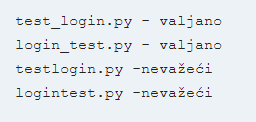 test_login.py - valjano
login_test.py - valjano
testlogin.py -nevažeći
logintest.py -nevažeći